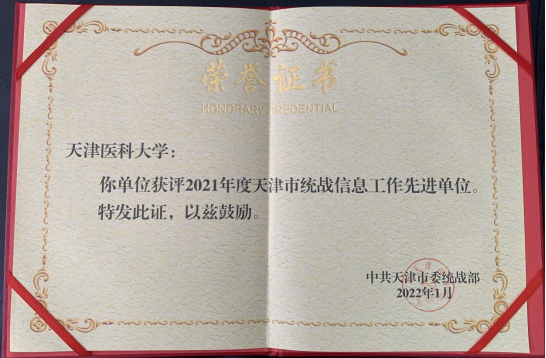 荣誉证书
HONORARY CREDENTIAL
天津医科大学：
你单位获评2021年度天津市统战信息工作先进单位。
特发此证，以兹鼓励。
中共天津市委统战部
2022年1月